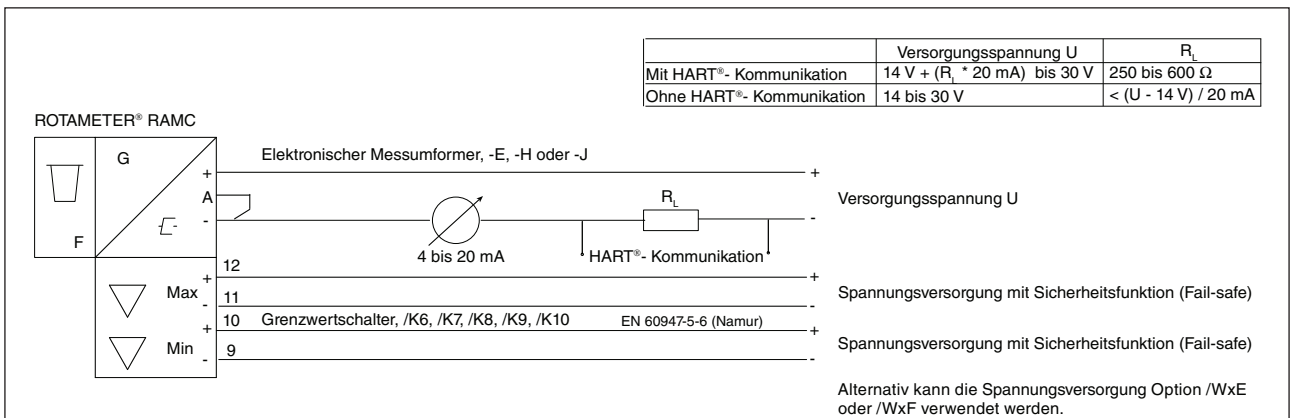 Versorgungsspannung U R_L
Mit HART®- Kommunikation 14 V + (R_L * 20 mA) bis 30 V 250 bis 600 Ω
Ohne HART®- Kommunikation 14 bis 30 V < (U - 14 V) / 20 mA
ROTAMETER® RAMC
G
Elektronischer Messumformer, -E, -H oder -J
+ +
A
R_L
Versorgungsspannung U
- -
F
4 bis 20 mA
HART®- Kommunikation
12
+ +
Max
Spannungsversorgung mit Sicherheitsfunktion (Fail-safe)
- 11 -
+ 10 Grenzwertschalter, /K6, /K7, /K8, /K9, /K10 EN 60947-5-6 (Namur) +
Min
Spannungsversorgung mit Sicherheitsfunktion (Fail-safe)
- 9 -
Alternativ kann die Spannungsversorgung Option /WxE
oder /WxF verwendet werden.